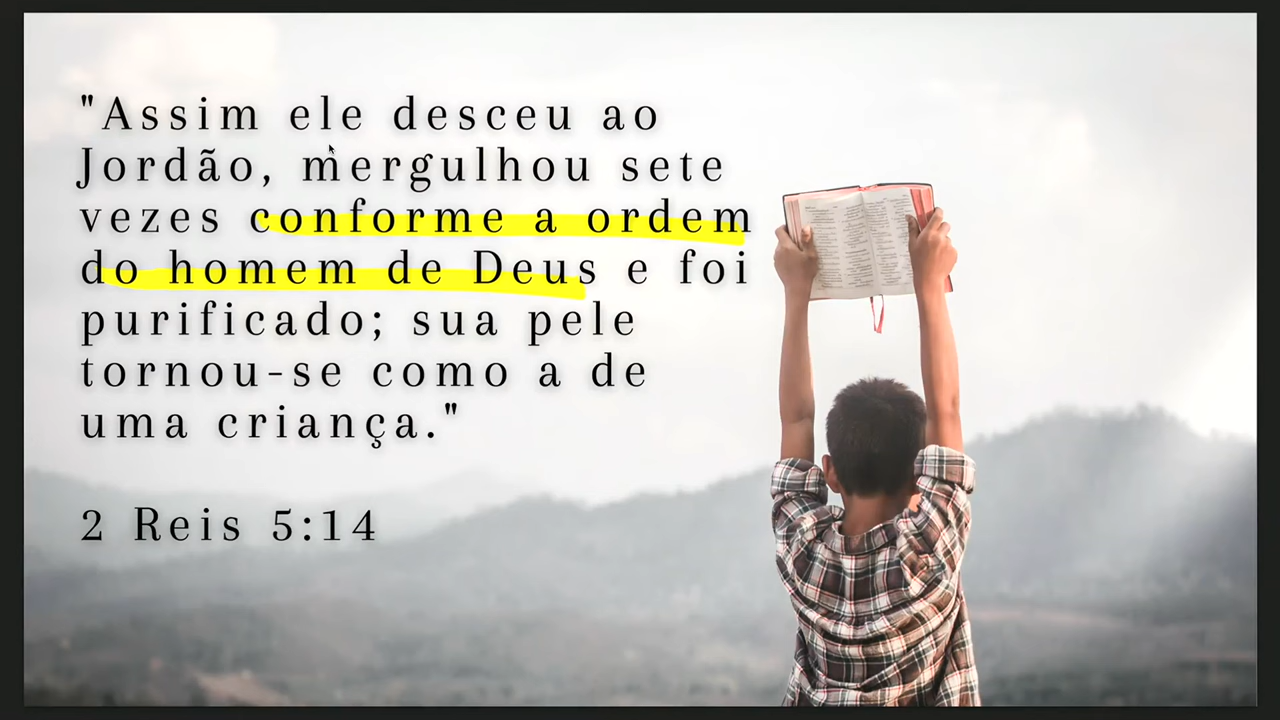 "Assim ele desceu ao
Jordão, mergulhou sete
vezes conforme a ordem
do homem de Deus e foi
purificado; sua pele
tornou-se como a de
uma criança."
2 Reis 5:14